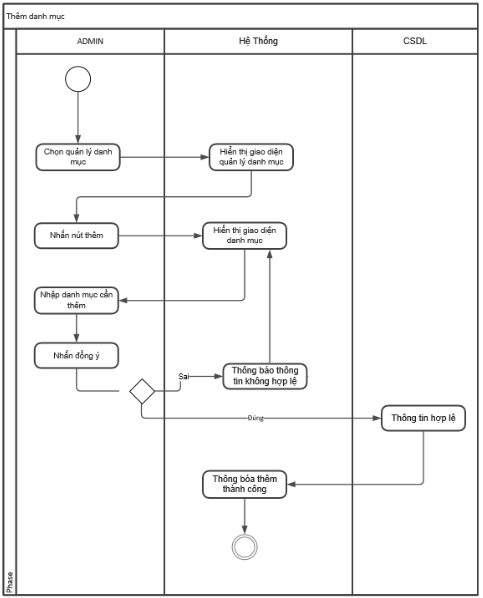 Thêm danh mục
ADMIN
Hệ Thống
CSDL
Chọn quản lý danh
mục
Hiển thị giao diện
quản lý danh mục
Nhấn nút thêm
Hiển thị giao diện
danh mục
Nhập danh mục cần
thêm
Nhấn đồng ý
Sai
Thông báo thông
tin không hợp lệ
Đúng
Thông tin hợp lệ
Thông bóa thêm
thành công
Phase